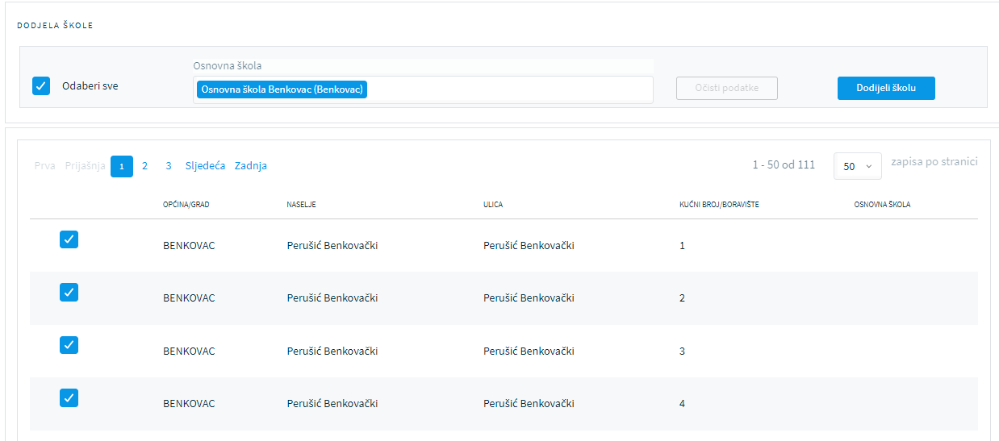 DODJELA ŠKOLE
Osnovna škola
Odaberi sve
Osnovna škola Benkovac (Benkovac)
Očisti podatke
Dodijeli školu
Prva Prijašnja 1 2 3 Sljedeća Zadnja
1 - 50 od 111 50 zapisa po stranici
OPĆINA/GRAD NASELJE ULICA KUĆNI BROJ/BORAVIŠTE OSNOVNA ŠKOLA
BENKOVAC Perušić Benkovački Perušić Benkovački 1
BENKOVAC Perušić Benkovački Perušić Benkovački 2
BENKOVAC Perušić Benkovački Perušić Benkovački 3
BENKOVAC Perušić Benkovački Perušić Benkovački 4